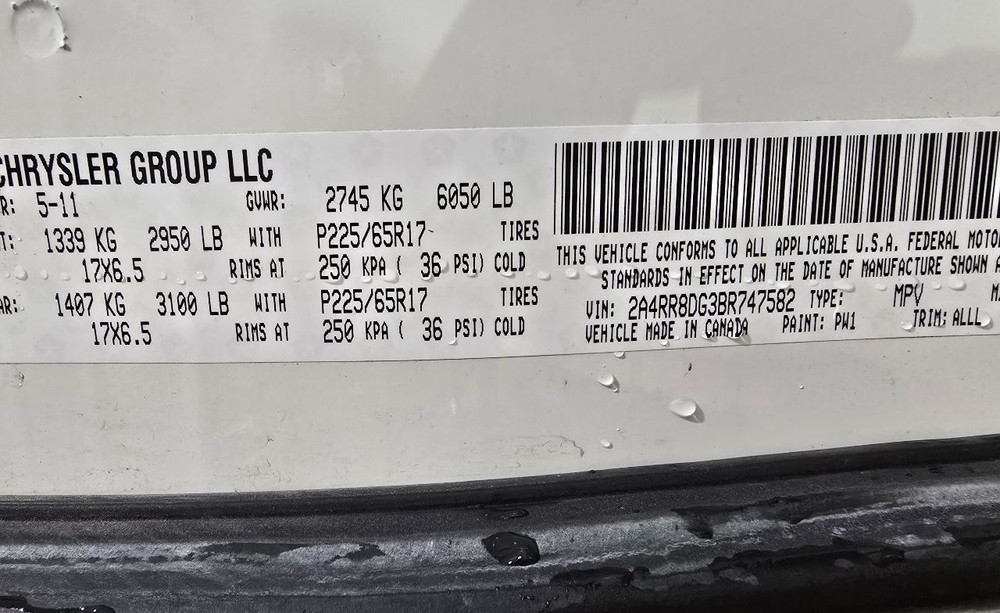 CHRYSLER GROUP LLC
R: 5-11 GVWR: 2745 KG 6050 LB
T: 1339 KG 2950 LB WITH P225/65R17 TIRES
17X6.5 RIMS AT 250 KPA ( 36 PSI) COLD
AR: 1407 KG 3100 LB WITH P225/65R17 TIRES
17X6.5 RIMS AT 250 KPA ( 36 PSI) COLD
THIS VEHICLE CONFORMS TO ALL APPLICABLE U.S.A. FEDERAL MOTO
STANDARDS IN EFFECT ON THE DATE OF MANUFACTURE SHOWN A
VIN: 2A4RR8DG3BR747582 TYPE: MPV M
VEHICLE MADE IN CANADA PAINT: PW1 TRIM: ALLL